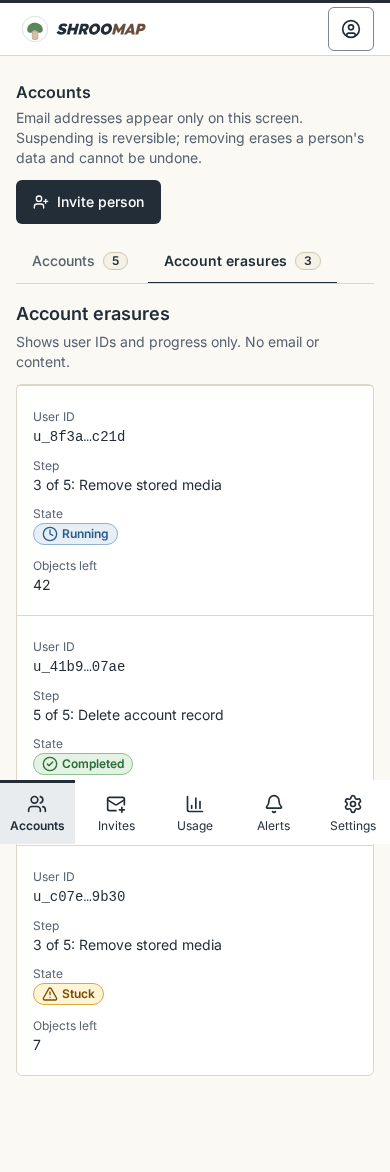 SHROOMAP
Accounts
Email addresses appear only on this screen.
Suspending is reversible; removing erases a person's
data and cannot be undone.
Invite person
Accounts 5 Account erasures 3
Account erasures
Shows user IDs and progress only. No email or
content.
User ID
u_8f3a…c21d
Step
3 of 5: Remove stored media
State
Running
Objects left
42
User ID
u_41b9…07ae
Step
5 of 5: Delete account record
State
Completed
Accounts Invites Usage Alerts Settings
User ID
u_c07e…9b30
Step
3 of 5: Remove stored media
State
Stuck
Objects left
7